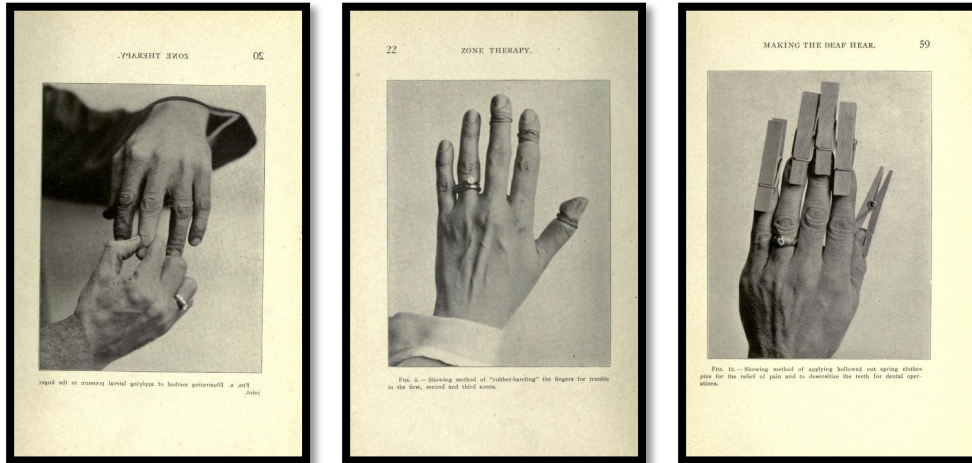 20 ZONE THERAPY.
FIG. 4. Illustrating method of applying lateral pressure to the finger
joint.
22 ZONE THERAPY.
FIG. 5. — Showing method of "rubber-banding" the fingers for trouble
in the first, second and third zones.
MAKING THE DEAF HEAR. 59
FIG. 13. — Showing method of applying hollowed out spring clothes
pins for the relief of pain and to desensitize the teeth for dental oper-
ations.